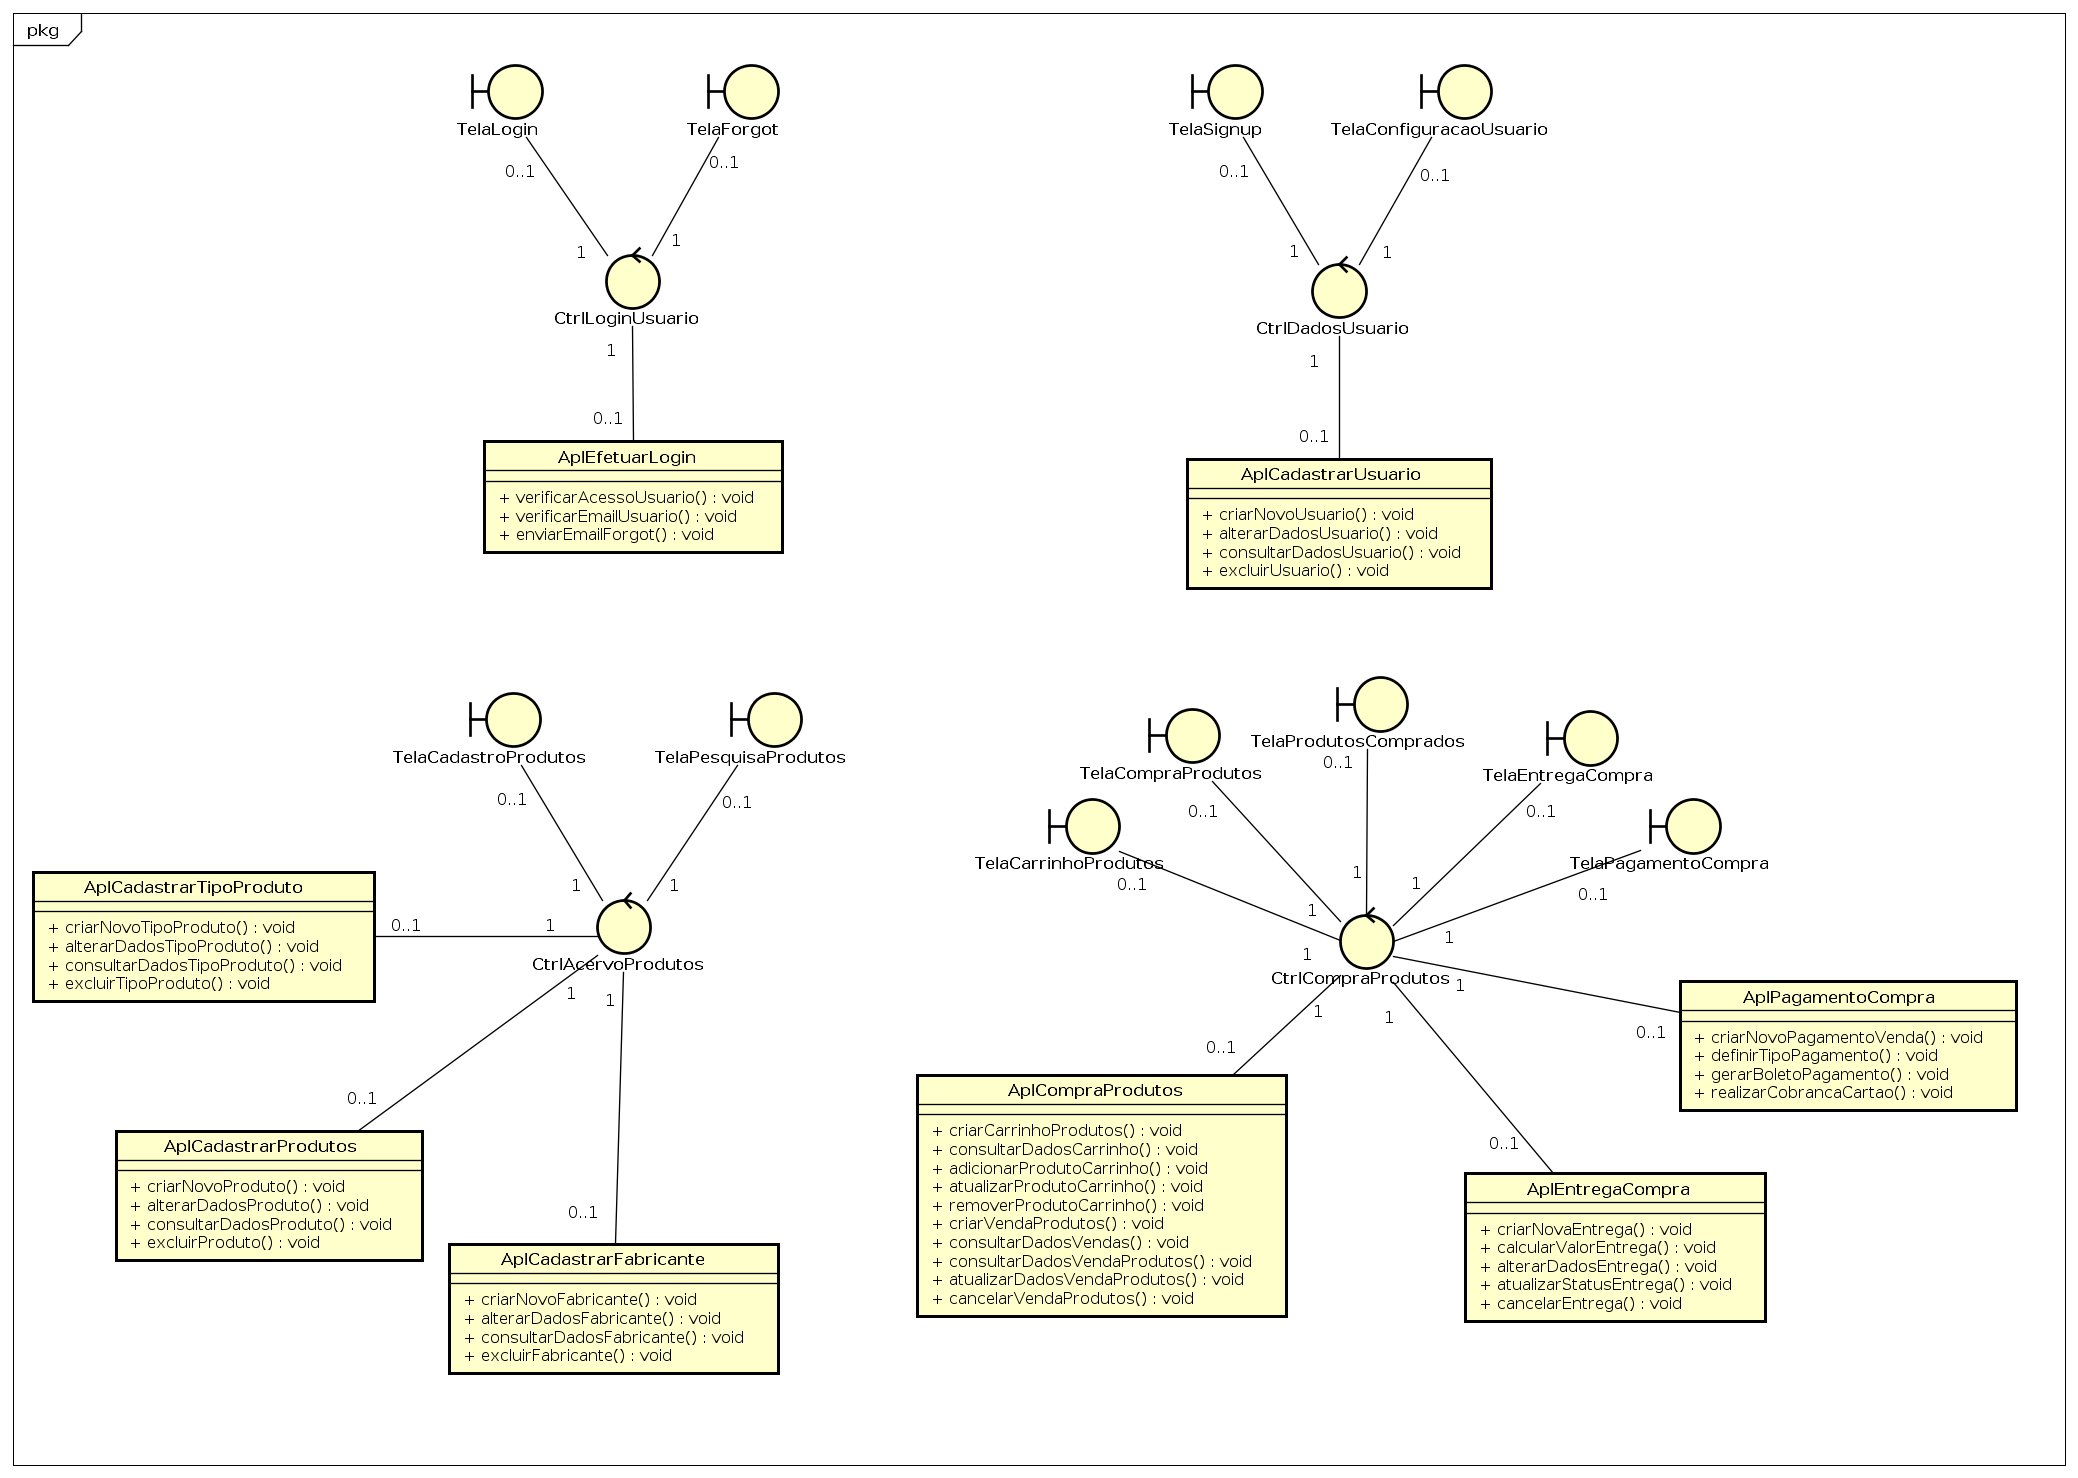 pkg
TelaLogin
TelaForgot
0..1
0..1
1
1
CtrlLoginUsuario
1
0..1
AplEfetuarLogin
+ verificarAcessoUsuario() : void
+ verificarEmailUsuario() : void
+ enviarEmailForgot() : void
TelaSignup
TelaConfiguracaoUsuario
0..1
0..1
1
1
CtrlDadosUsuario
1
0..1
AplCadastrarUsuario
+ criarNovoUsuario() : void
+ alterarDadosUsuario() : void
+ consultarDadosUsuario() : void
+ excluirUsuario() : void
TelaCadastroProdutos
TelaPesquisaProdutos
0..1
0..1
1
1
AplCadastrarTipoProduto
+ criarNovoTipoProduto() : void
+ alterarDadosTipoProduto() : void
+ consultarDadosTipoProduto() : void
+ excluirTipoProduto() : void
0..1
1
CtrlAcervoProdutos
1
1
0..1
AplCadastrarProdutos
+ criarNovoProduto() : void
+ alterarDadosProduto() : void
+ consultarDadosProduto() : void
+ excluirProduto() : void
0..1
AplCadastrarFabricante
+ criarNovoFabricante() : void
+ alterarDadosFabricante() : void
+ consultarDadosFabricante() : void
+ excluirFabricante() : void
TelaProdutosComprados
0..1
TelaCompraProdutos
TelaEntregaCompra
0..1
0..1
TelaCarrinhoProdutos
TelaPagamentoCompra
0..1
0..1
1
1
1
1
1
CtrlCompraProdutos
1
1
1
0..1
0..1
0..1
AplPagamentoCompra
+ criarNovoPagamentoVenda() : void
+ definirTipoPagamento() : void
+ gerarBoletoPagamento() : void
+ realizarCobrancaCartao() : void
AplCompraProdutos
+ criarCarrinhoProdutos() : void
+ consultarDadosCarrinho() : void
+ adicionarProdutoCarrinho() : void
+ atualizarProdutoCarrinho() : void
+ removerProdutoCarrinho() : void
+ criarVendaProdutos() : void
+ consultarDadosVendas() : void
+ consultarDadosVendaProdutos() : void
+ atualizarDadosVendaProdutos() : void
+ cancelarVendaProdutos() : void
AplEntregaCompra
+ criarNovaEntrega() : void
+ calcularValorEntrega() : void
+ alterarDadosEntrega() : void
+ atualizarStatusEntrega() : void
+ cancelarEntrega() : void